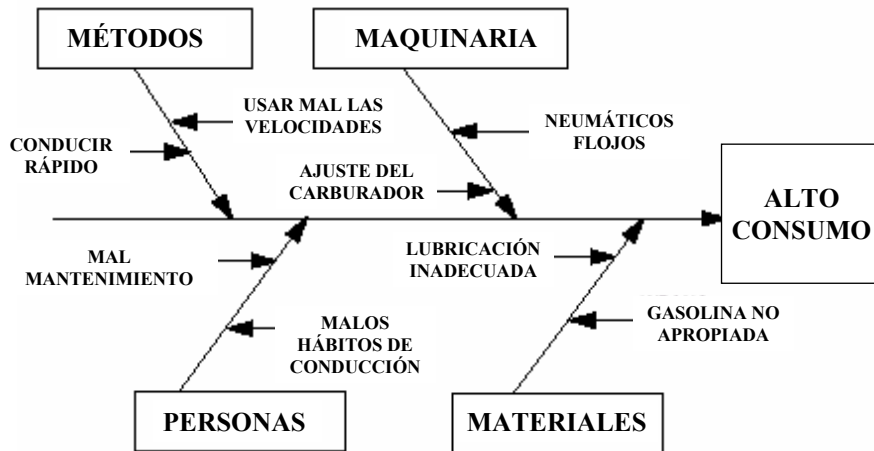 MÉTODOS
MAQUINARIA
USAR MAL LAS
VELOCIDADES
CONDUCIR
RÁPIDO
NEUMÁTICOS
FLOJOS
AJUSTE DEL
CARBURADOR
ALTO
CONSUMO
MAL
MANTENIMIENTO
LUBRICACIÓN
INADECUADA
MALOS
HÁBITOS DE
CONDUCCIÓN
GASOLINA NO
APROPIADA
PERSONAS
MATERIALES